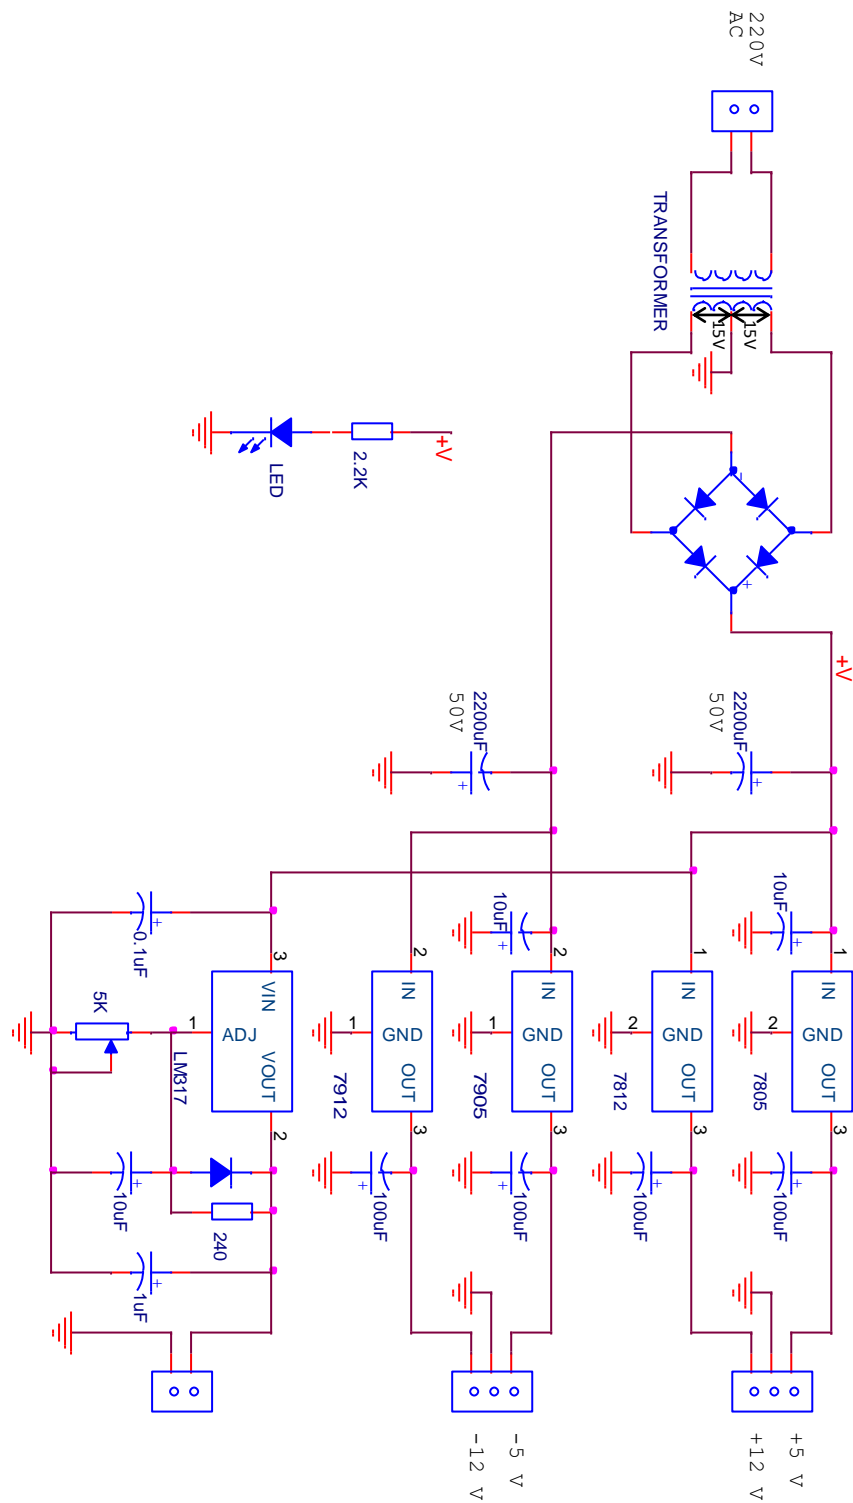 220V
AC
TRANSFORMER
15V
15V
+V
2.2K
LED
-
+
+V
2200uF
50V
+
2200uF
50V
+
10uF
+
1
IN
2
GND
OUT
3
7805
100uF
+
1
IN
2
GND
OUT
3
7812
100uF
+
10uF
+
2
IN
1
GND
OUT
3
7905
100uF
+
2
IN
1
GND
OUT
3
7912
100uF
+
0.1uF
+
3
VIN
1
ADJ
VOUT
2
LM317
5K
10uF
+
240
1uF
+
+5 V
+12 V
-5 V
-12 V